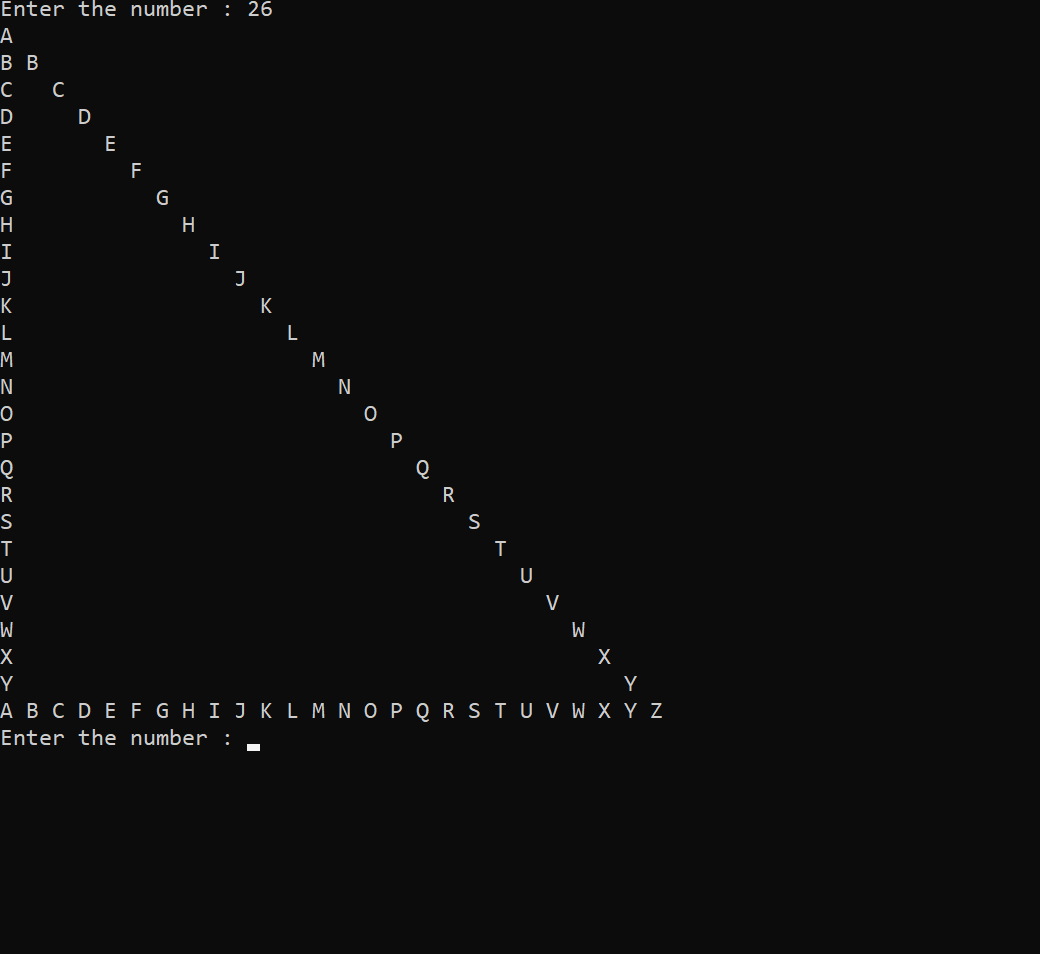 Enter the number : 26
A
B B
C   C
D     D
E       E
F         F
G           G
H             H
I               I
J                 J
K                   K
L                     L
M                       M
N                         N
O                           O
P                             P
Q                               Q
R                                 R
S                                   S
T                                     T
U                                       U
V                                         V
W                                           W
X                                             X
Y                                               Y
A B C D E F G H I J K L M N O P Q R S T U V W X Y Z
Enter the number :